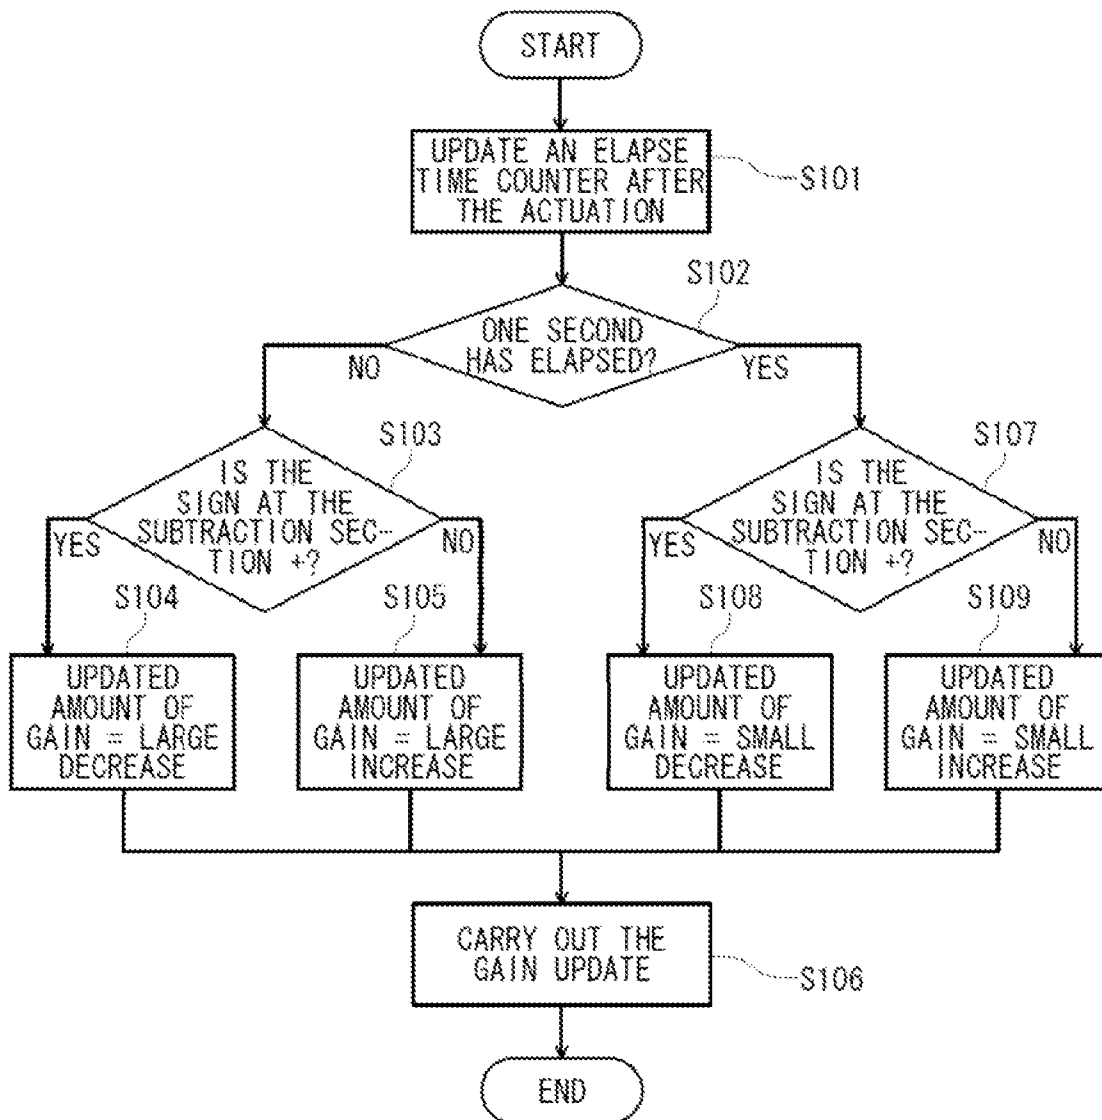 START
UPDATE AN ELAPSE
TIME COUNTER AFTER
THE ACTUATION
S101
S102
ONE SECOND
HAS ELAPSED?
NO
YES
S103
IS THE
SIGN AT THE
SUBTRACTION SEC-
TION +?
YES
NO
S107
IS THE
SIGN AT THE
SUBTRACTION SEC-
TION +?
YES
NO
S104
UPDATED
AMOUNT OF
GAIN = LARGE
DECREASE
S105
UPDATED
AMOUNT OF
GAIN = LARGE
INCREASE
S108
UPDATED
AMOUNT OF
GAIN = SMALL
DECREASE
S109
UPDATED
AMOUNT OF
GAIN = SMALL
INCREASE
CARRY OUT THE
GAIN UPDATE
S106
END